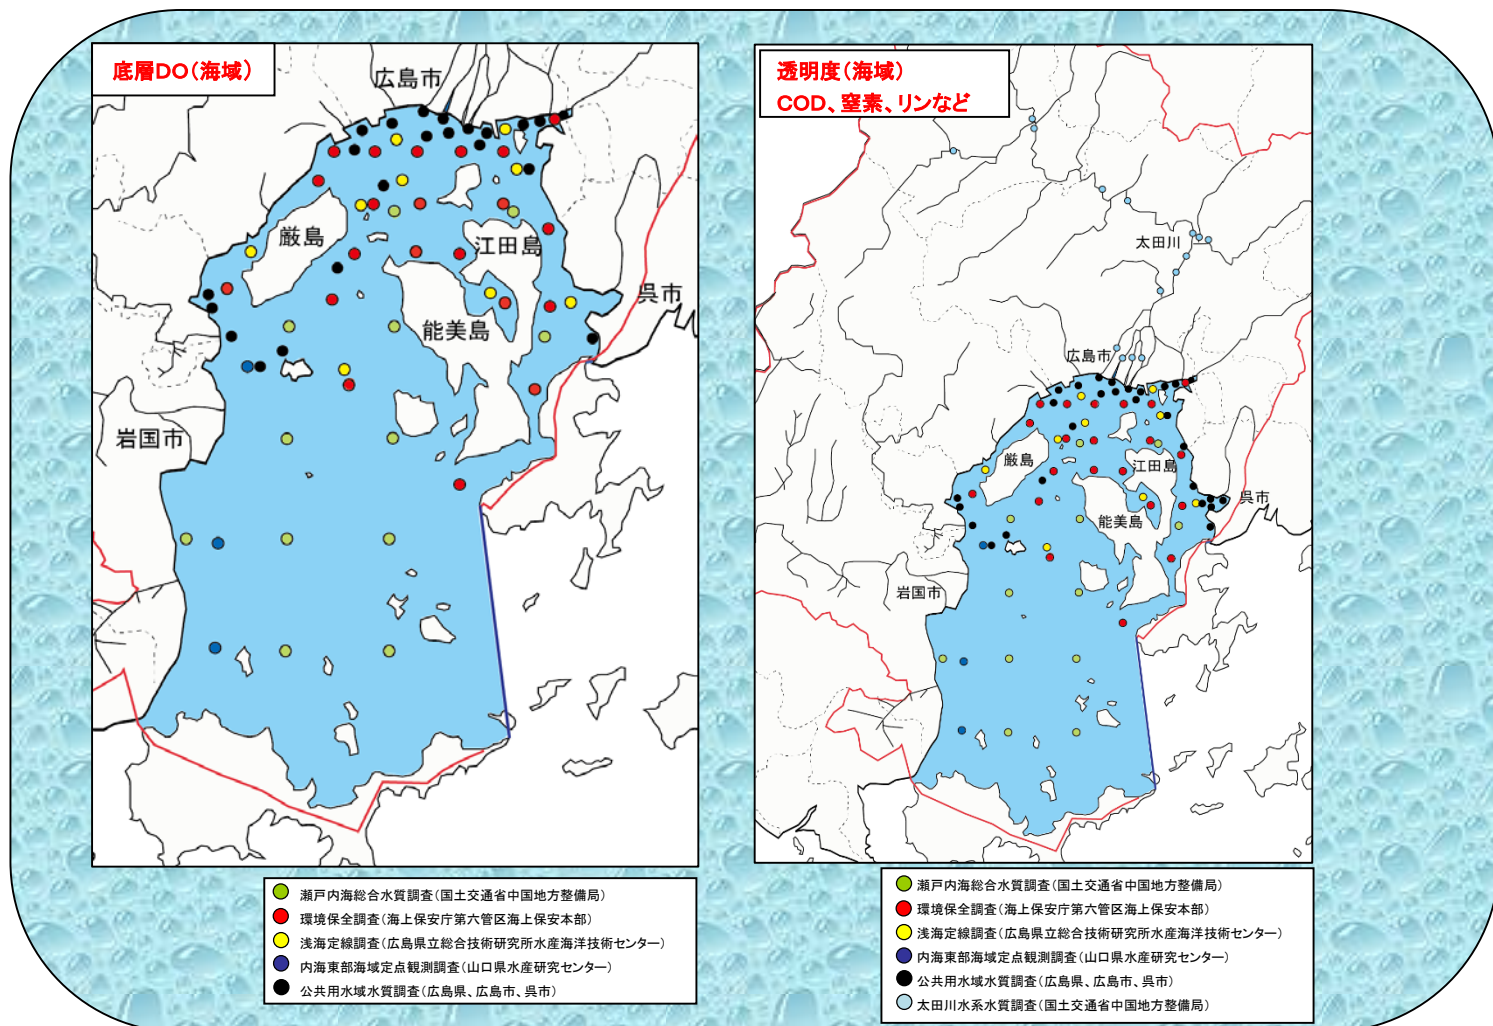 底層DO(海域)
広島市
厳島
江田島
呉市
能美島
岩国市
瀬戸内海総合水質調査(国土交通省中国地方整備局)
環境保全調査(海上保安庁第六管区海上保安本部)
浅海定線調査(広島県立総合技術研究所水産海洋技術センター)
内海東部海域定点観測調査(山口県水産研究センター)
公共用水域水質調査(広島県、広島市、呉市)
透明度(海域)
COD、窒素、リンなど
太田川
広島市
厳島
江田島
呉市
能美島
岩国市
瀬戸内海総合水質調査(国土交通省中国地方整備局)
環境保全調査(海上保安庁第六管区海上保安本部)
浅海定線調査(広島県立総合技術研究所水産海洋技術センター)
内海東部海域定点観測調査(山口県水産研究センター)
公共用水域水質調査(広島県、広島市、呉市)
太田川水系水質調査(国土交通省中国地方整備局)